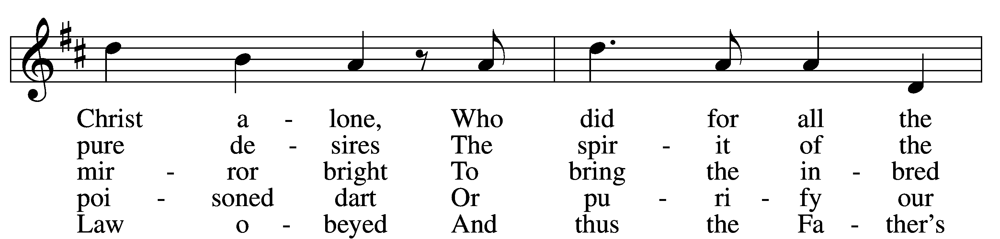 Christ a - lone, Who did for all the
pure de - sires The spir - it of the
mir - ror bright To bring the in - bred
poi - soned dart Or pu - ri - fy our
Law o - beyed And thus the Fa - ther's